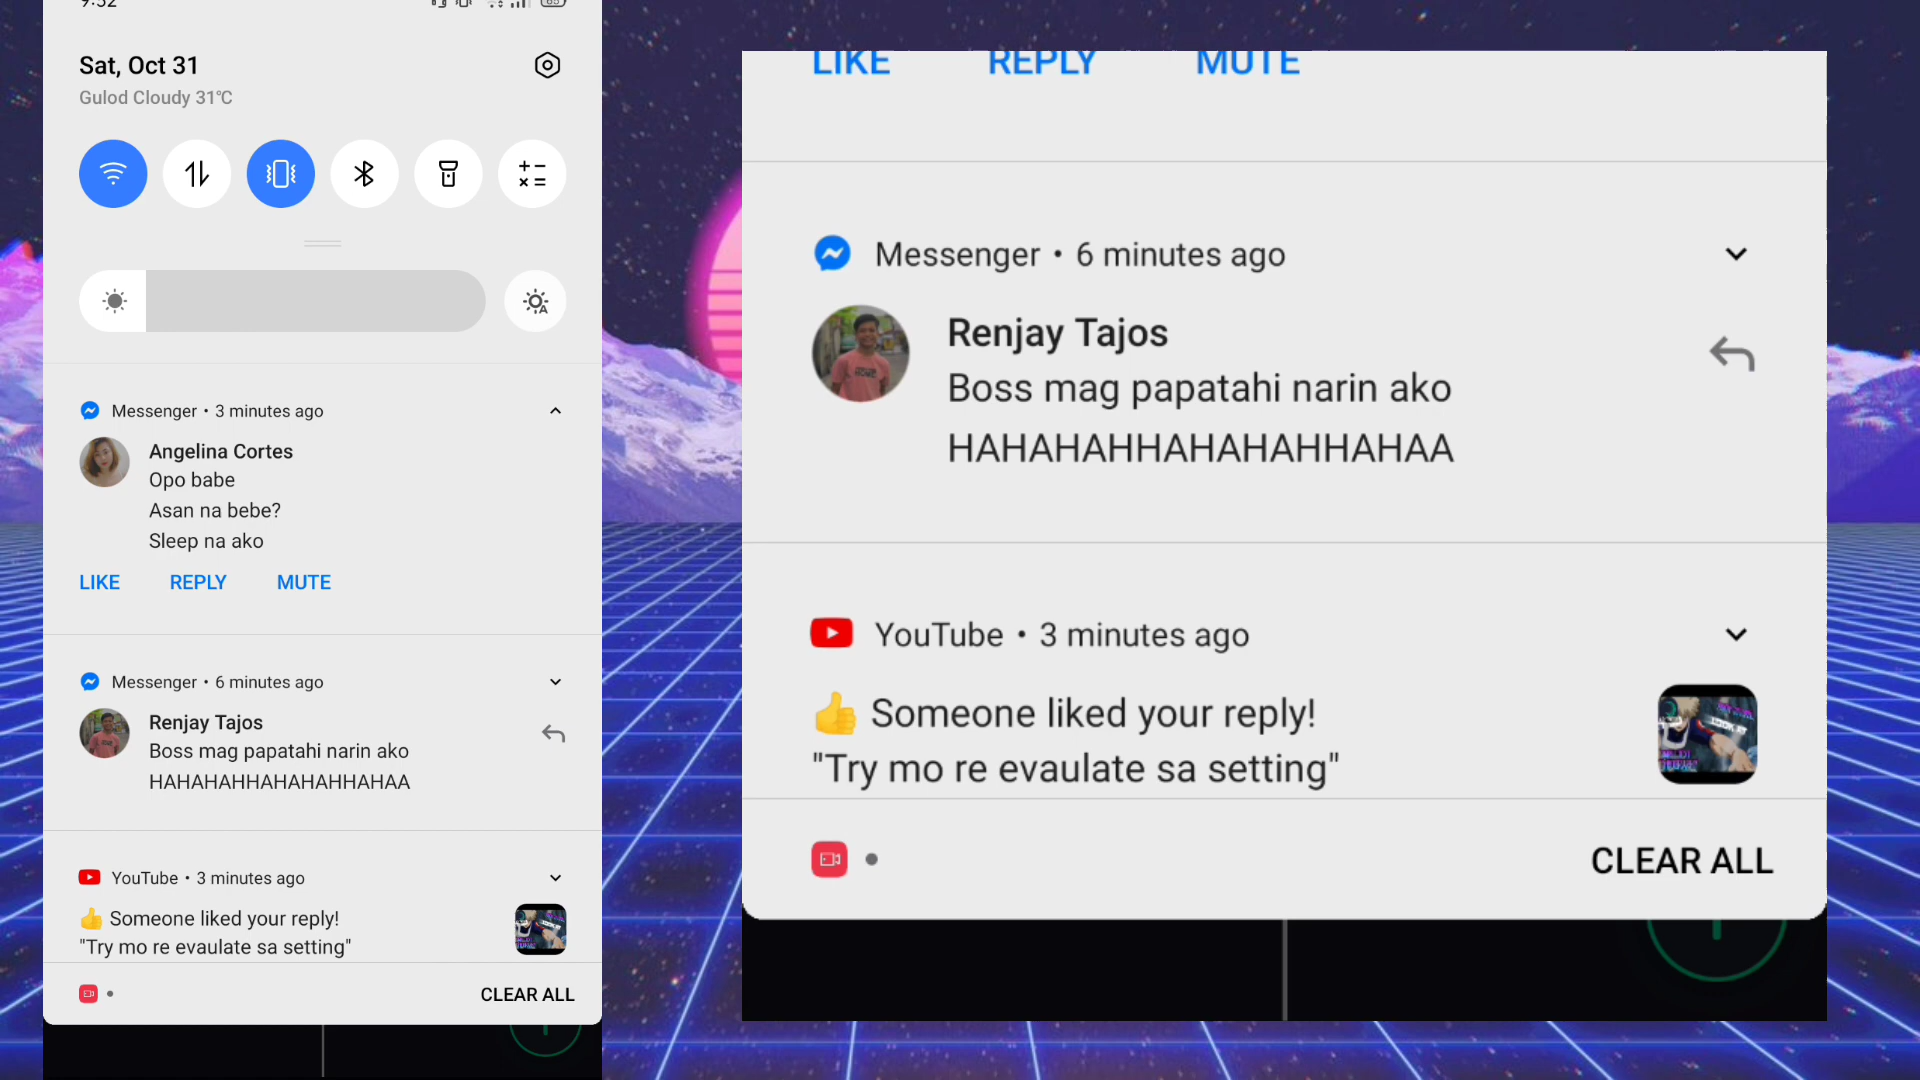 9:52
Sat, Oct 31
Gulod Cloudy 31°C
Messenger • 3 minutes ago
Angelina Cortes
Opo babe
Asan na bebe?
Sleep na ako
LIKE REPLY MUTE
Messenger • 6 minutes ago
Renjay Tajos
Boss mag papatahi narin ako
HAHAHAHHAHAHAHHAHAA
YouTube • 3 minutes ago
👍 Someone liked your reply!
"Try mo re evaulate sa setting"
CLEAR ALL
LIKE REPLY MUTE
Messenger • 6 minutes ago
Renjay Tajos
Boss mag papatahi narin ako
HAHAHAHHAHAHAHHAHAA
YouTube • 3 minutes ago
👍 Someone liked your reply!
"Try mo re evaulate sa setting"
CLEAR ALL